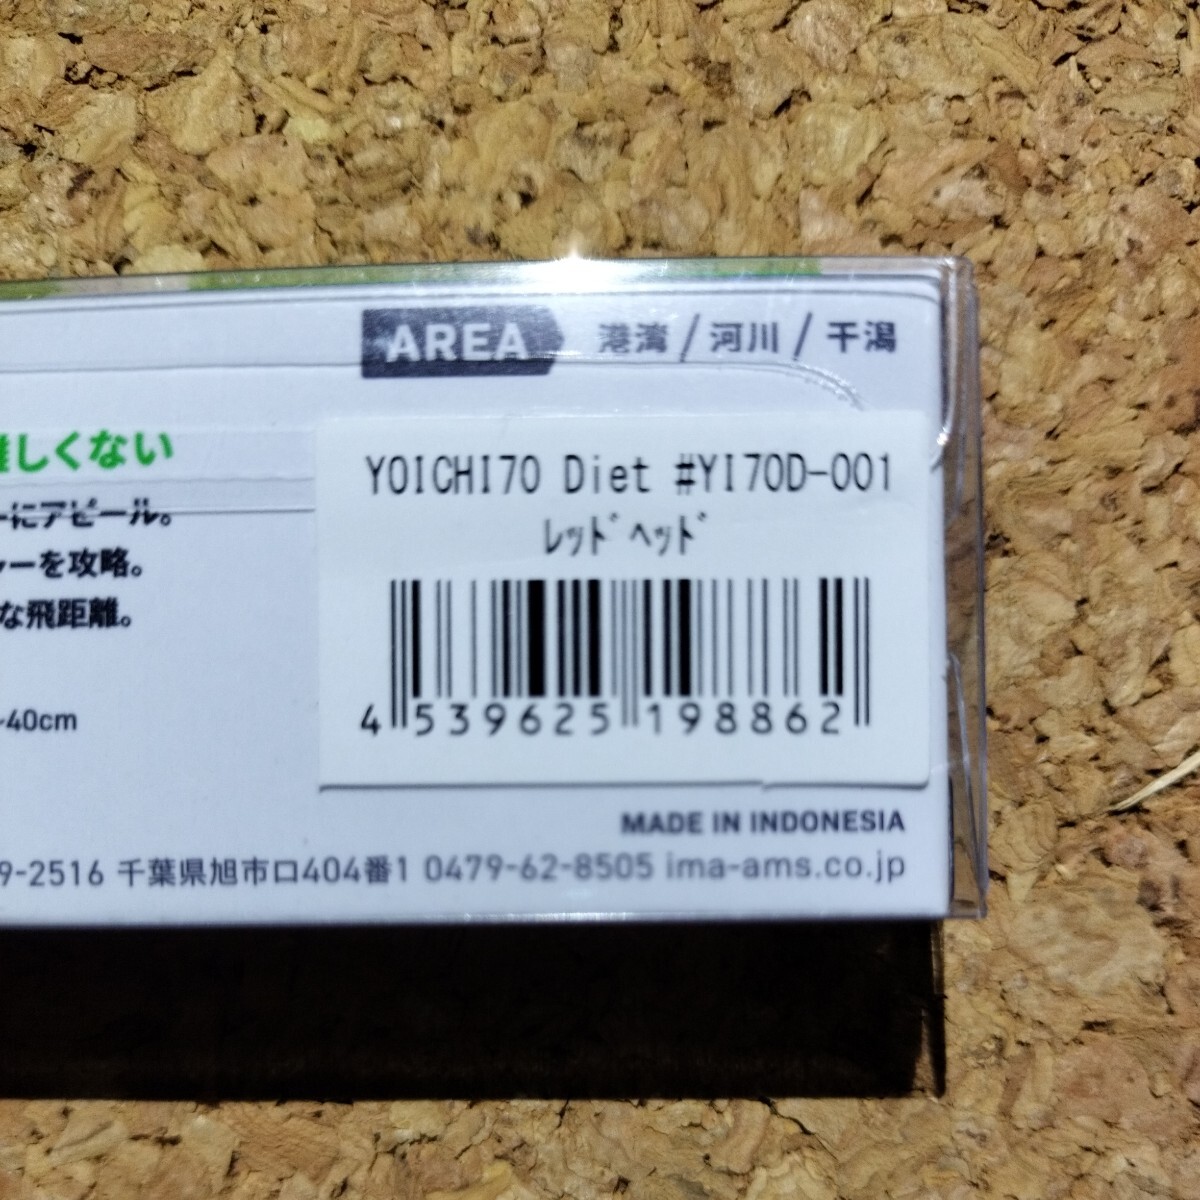 AREA 港湾/河川/干潟
難しくない
ーにアピール。
ャーを攻略。
な飛距離。
YOICHI70 Diet #YI70D-001
ﾚｯﾄﾞﾍｯﾄﾞ
4 539625 198862
-40cm
MADE IN INDONESIA
9-2516 千葉県旭市口404番1 0479-62-8505 ima-ams.co.jp